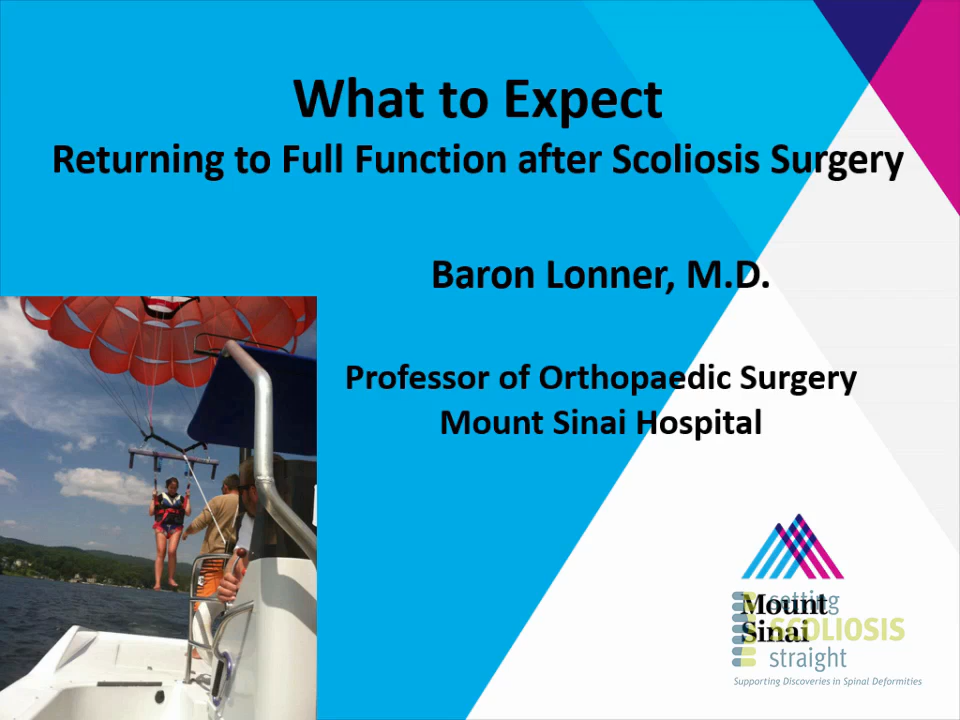 What to Expect
Returning to Full Function after Scoliosis Surgery
Baron Lonner, M.D.
Professor of Orthopaedic Surgery
Mount Sinai Hospital
setting
Mount
SCOLIOSIS
Sinai
straight
Supporting Discoveries in Spinal Deformities